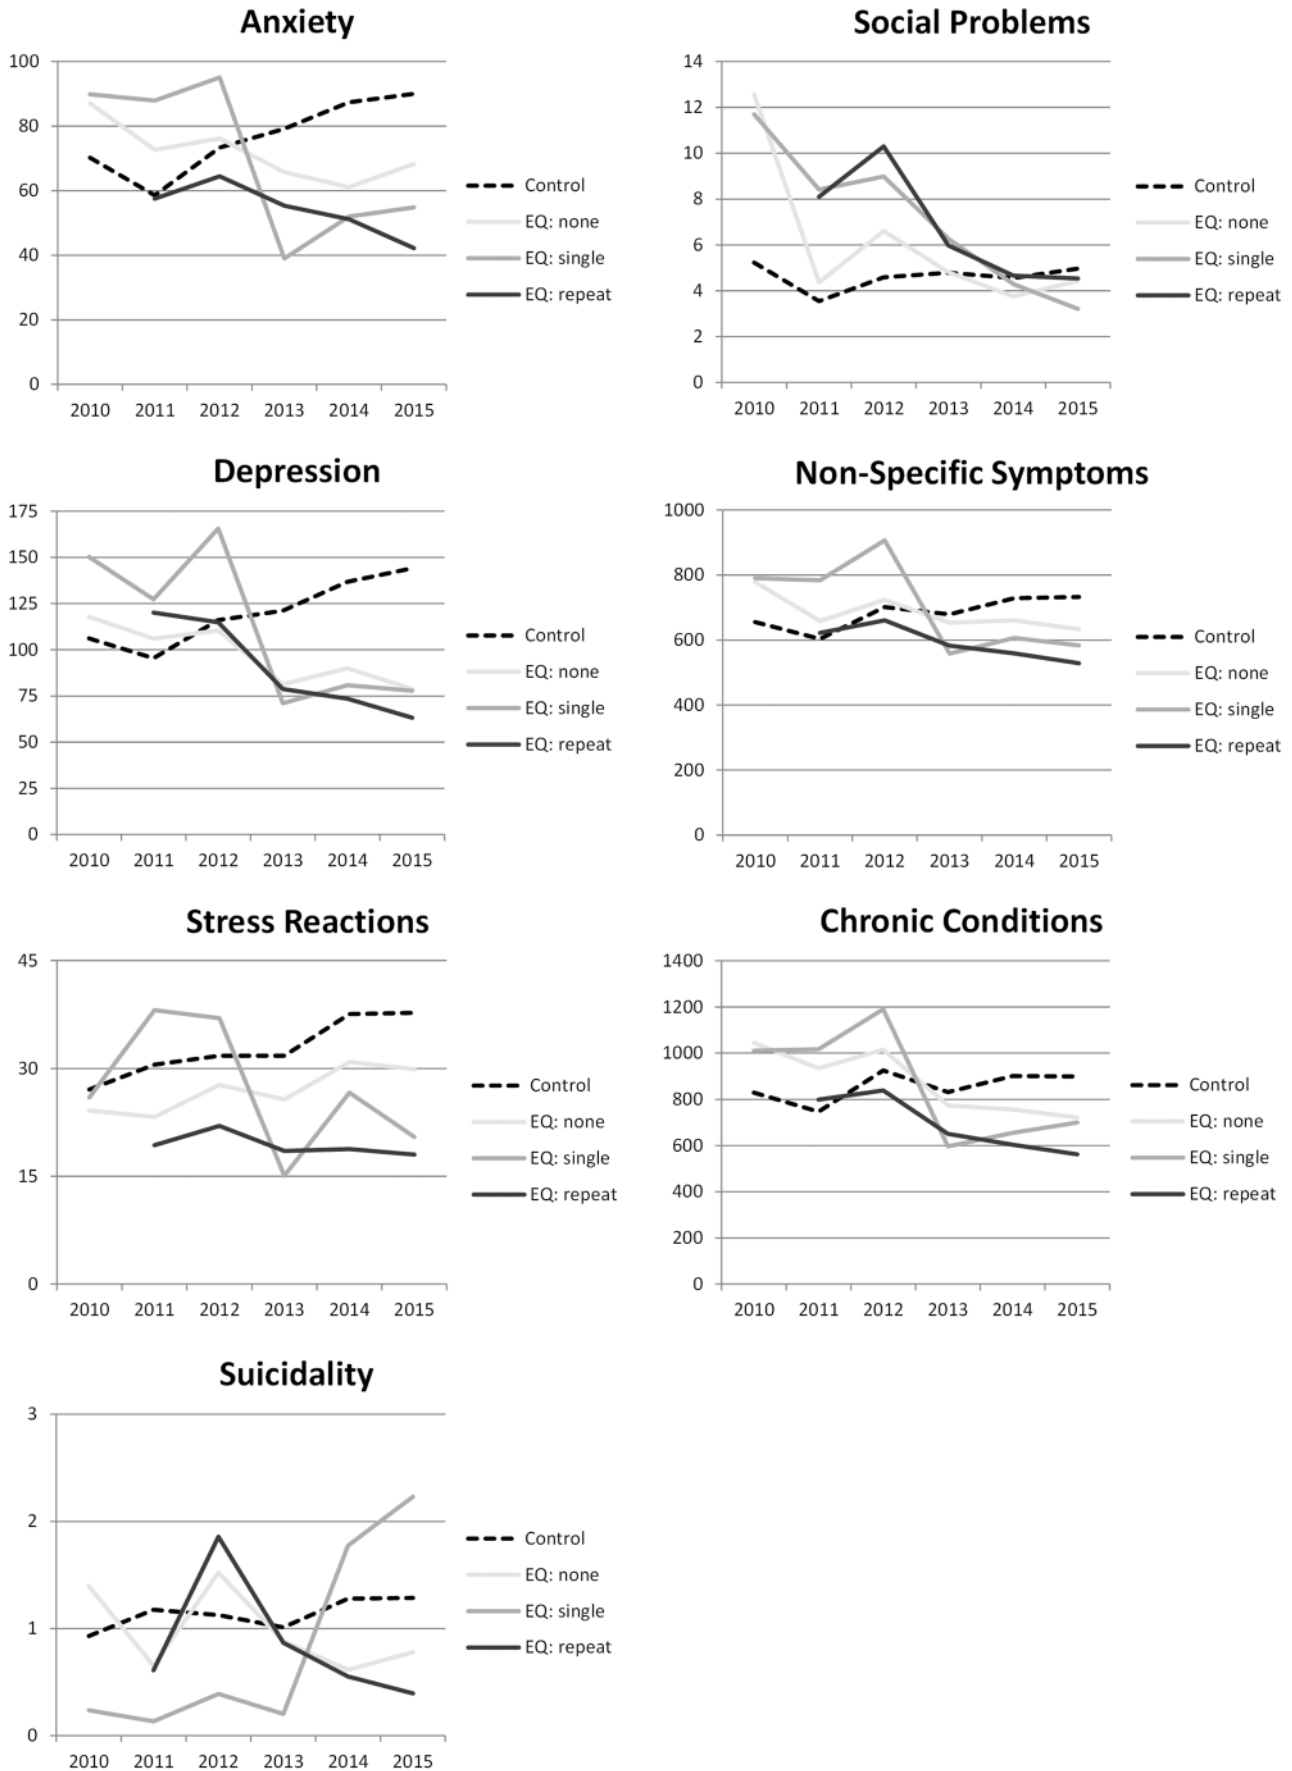 Anxiety
100
80
60
40
20
0
2010 2011 2012 2013 2014 2015
Control
EQ: none
EQ: single
EQ: repeat
Social Problems
14
12
10
8
6
4
2
0
2010 2011 2012 2013 2014 2015
Control
EQ: none
EQ: single
EQ: repeat
Depression
175
150
125
100
75
50
25
0
2010 2011 2012 2013 2014 2015
Control
EQ: none
EQ: single
EQ: repeat
Non-Specific Symptoms
1000
800
600
400
200
0
2010 2011 2012 2013 2014 2015
Control
EQ: none
EQ: single
EQ: repeat
Stress Reactions
45
30
15
0
2010 2011 2012 2013 2014 2015
Control
EQ: none
EQ: single
EQ: repeat
Chronic Conditions
1400
1200
1000
800
600
400
200
0
2010 2011 2012 2013 2014 2015
Control
EQ: none
EQ: single
EQ: repeat
Suicidality
3
2
1
0
2010 2011 2012 2013 2014 2015
Control
EQ: none
EQ: single
EQ: repeat